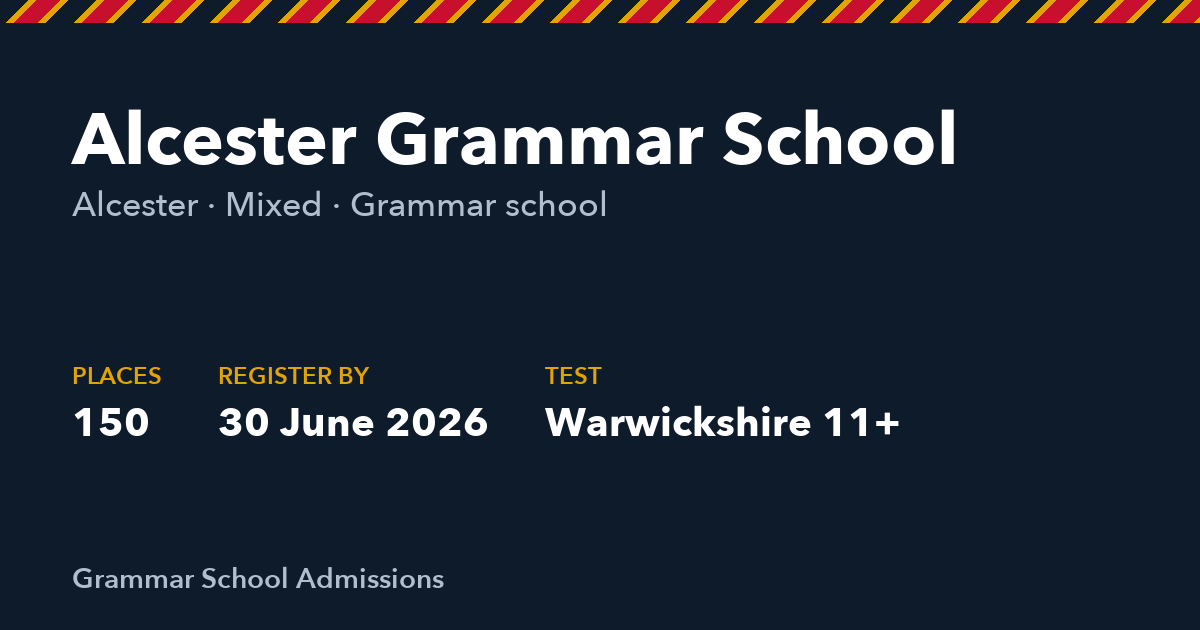 Alcester Grammar School
Alcester · Mixed · Grammar school
PLACES REGISTER BY TEST
150 30 June 2026 Warwickshire 11+
Grammar School Admissions